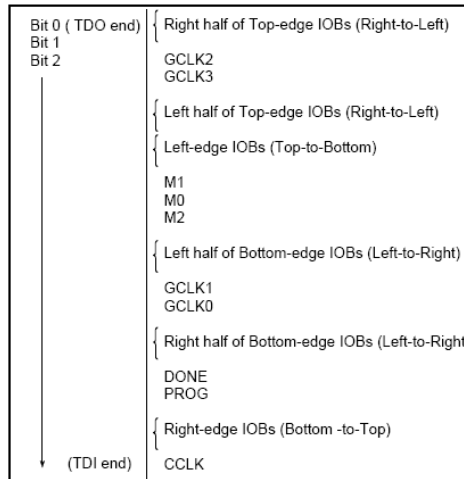 Bit 0 ( TDO end)
Bit 1
Bit 2
Right half of Top-edge IOBs (Right-to-Left)
GCLK2
GCLK3
Left half of Top-edge IOBs (Right-to-Left)
Left-edge IOBs (Top-to-Bottom)
M1
M0
M2
Left half of Bottom-edge IOBs (Left-to-Right)
GCLK1
GCLK0
Right half of Bottom-edge IOBs (Left-to-Right
DONE
PROG
Right-edge IOBs (Bottom -to-Top)
(TDI end)
CCLK